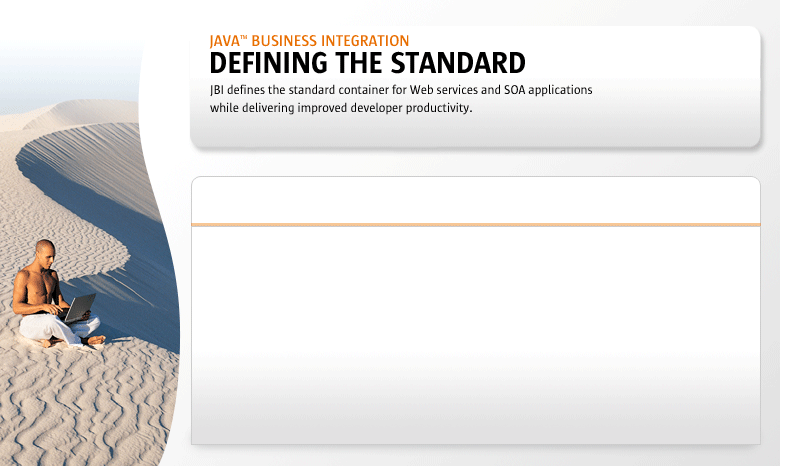 JAVA™ BUSINESS INTEGRATION
DEFINING THE STANDARD
JBI defines the standard container for Web services and SOA applications
while delivering improved developer productivity.